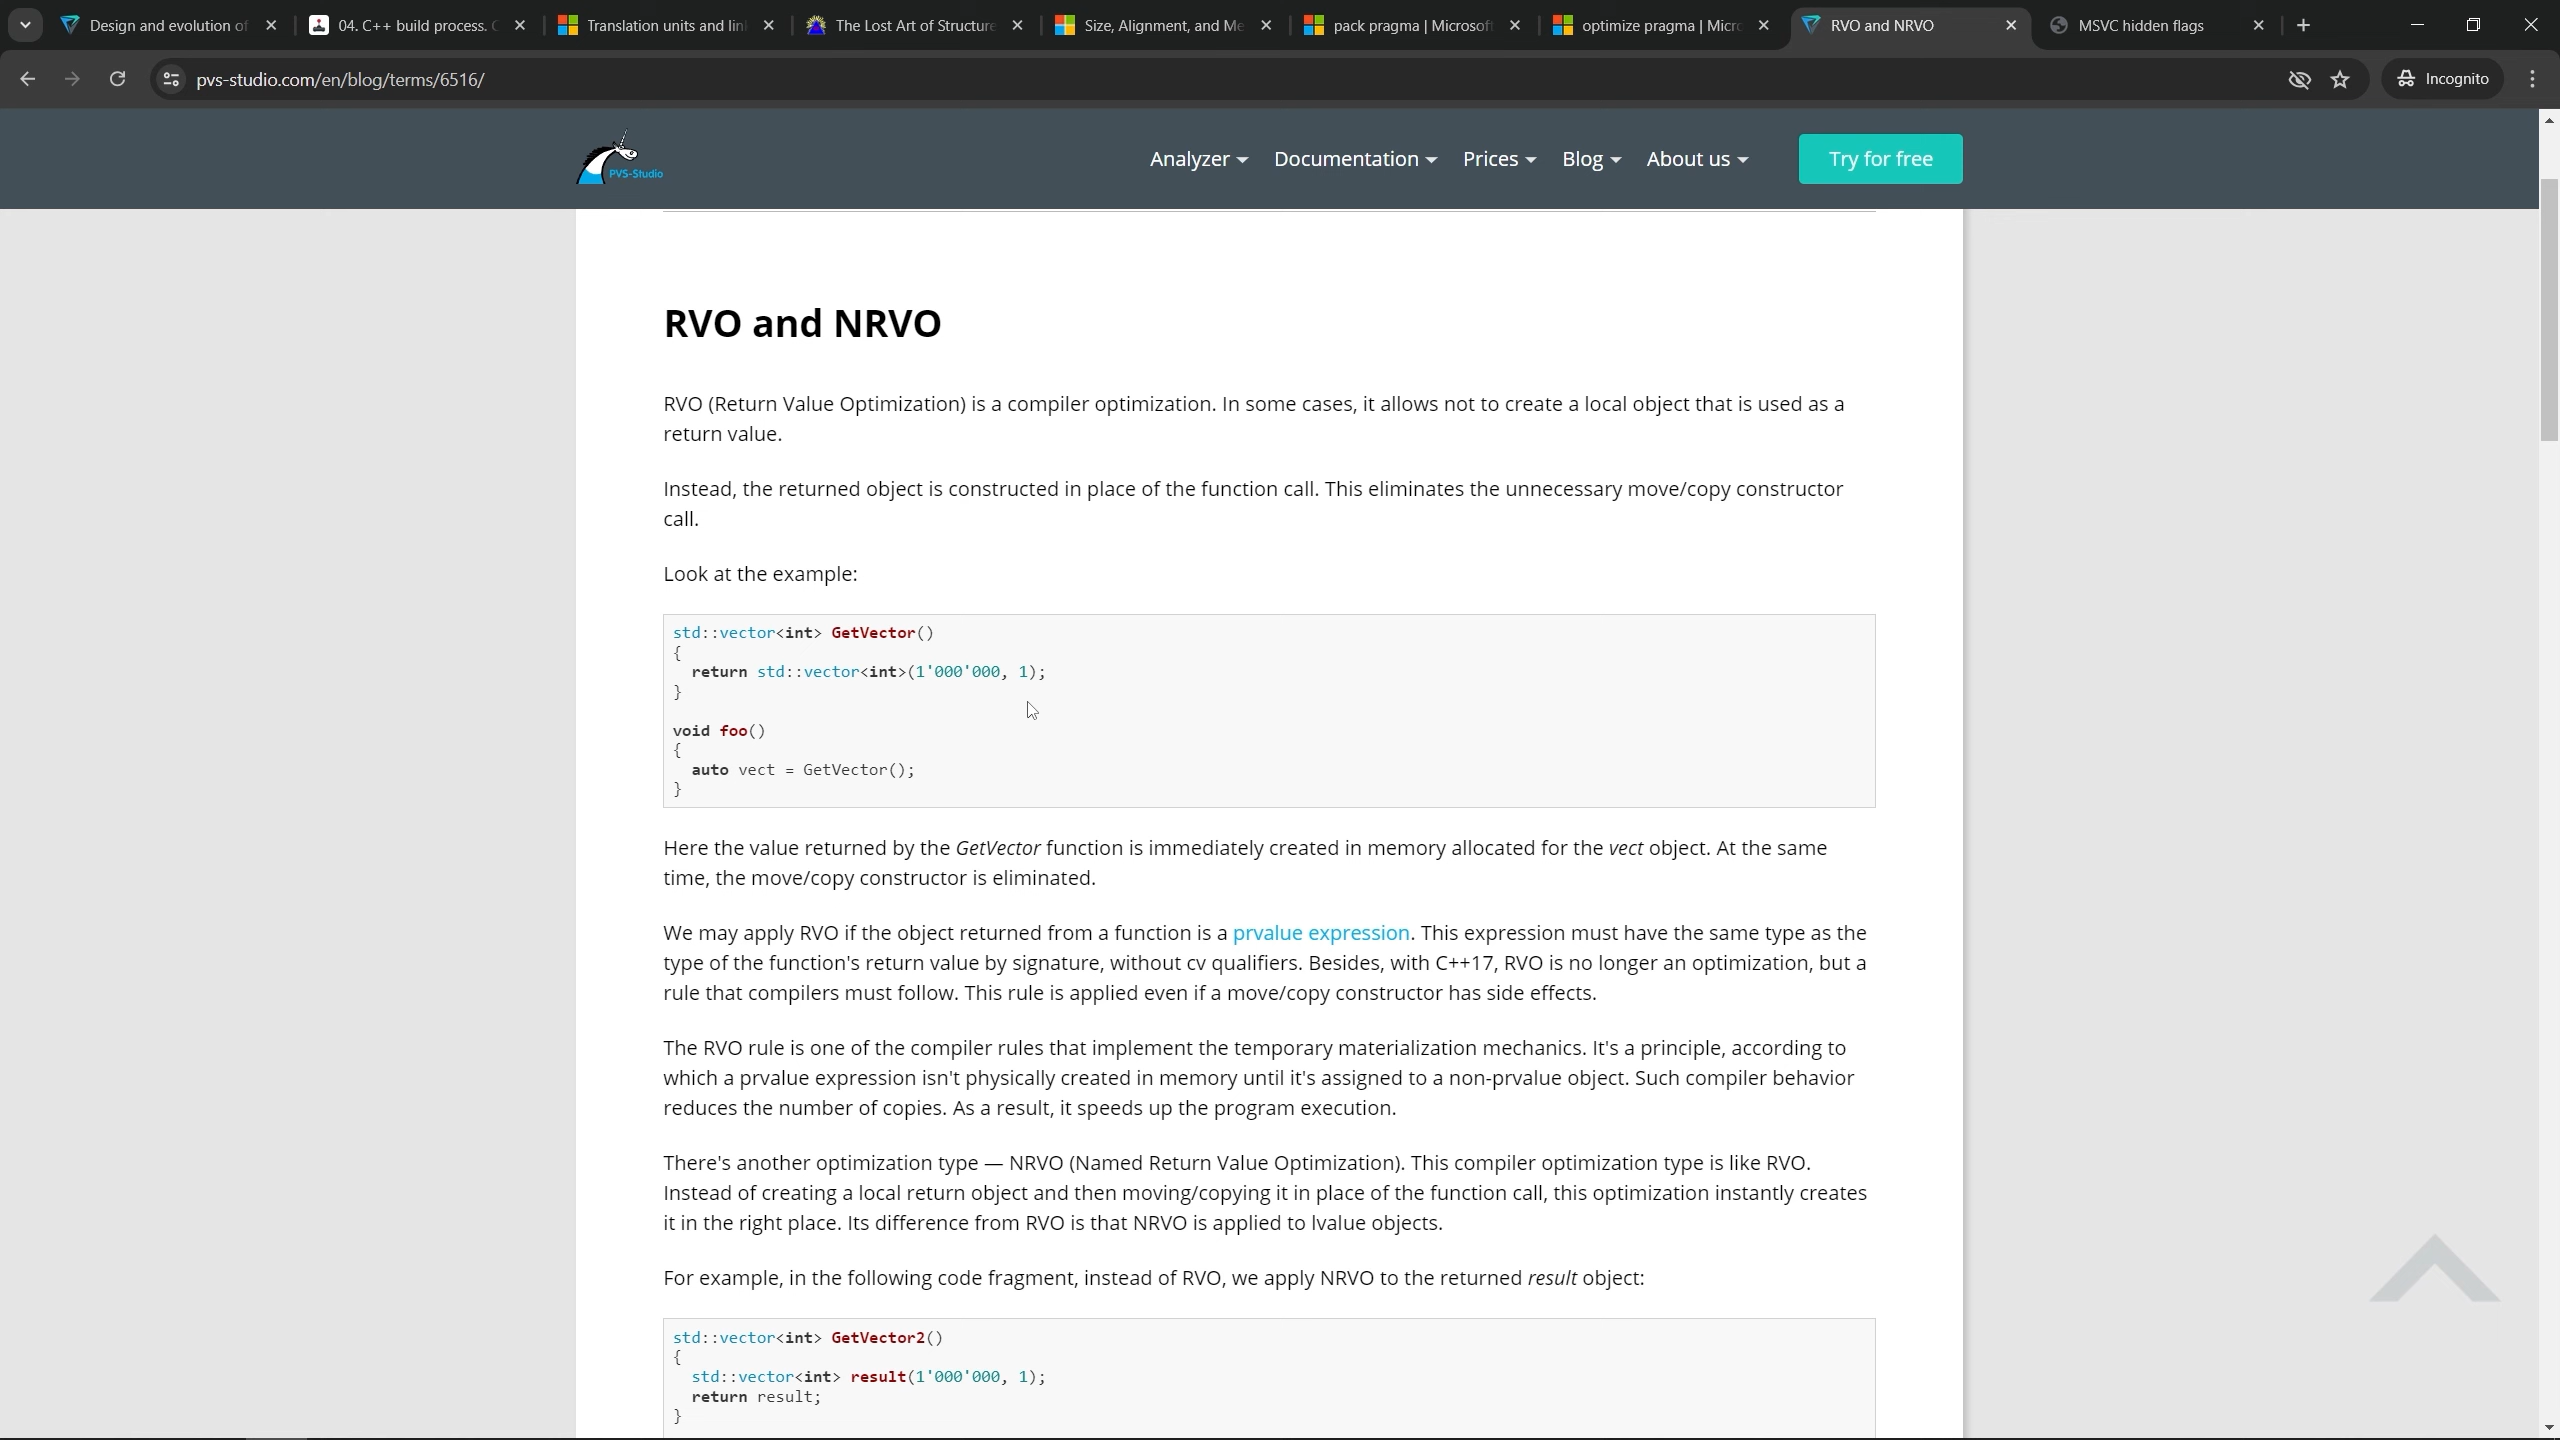 Design and evolution of
04. C++ build process. C
Translation units and lin
The Lost Art of Structure
Size, Alignment, and Me
pack pragma | Microsoft
optimize pragma | Micro
RVO and NRVO
MSVC hidden flags
pvs-studio.com/en/blog/terms/6516/
Incognito
PVS-Studio
Analyzer
Documentation
Prices
Blog
About us
Try for free
RVO and NRVO
RVO (Return Value Optimization) is a compiler optimization. In some cases, it allows not to create a local object that is used as a
return value.
Instead, the returned object is constructed in place of the function call. This eliminates the unnecessary move/copy constructor
call.
Look at the example:
std::vector<int> GetVector()
{
return std::vector<int>(1'000'000, 1);
}
void foo()
{
auto vect = GetVector();
}
Here the value returned by the GetVector function is immediately created in memory allocated for the vect object. At the same
time, the move/copy constructor is eliminated.
We may apply RVO if the object returned from a function is a prvalue expression. This expression must have the same type as the
type of the function's return value by signature, without cv qualifiers. Besides, with C++17, RVO is no longer an optimization, but a
rule that compilers must follow. This rule is applied even if a move/copy constructor has side effects.
The RVO rule is one of the compiler rules that implement the temporary materialization mechanics. It's a principle, according to
which a prvalue expression isn't physically created in memory until it's assigned to a non-prvalue object. Such compiler behavior
reduces the number of copies. As a result, it speeds up the program execution.
There's another optimization type — NRVO (Named Return Value Optimization). This compiler optimization type is like RVO.
Instead of creating a local return object and then moving/copying it in place of the function call, this optimization instantly creates
it in the right place. Its difference from RVO is that NRVO is applied to lvalue objects.
For example, in the following code fragment, instead of RVO, we apply NRVO to the returned result object:
std::vector<int> GetVector2()
{
std::vector<int> result(1'000'000, 1);
return result;
}